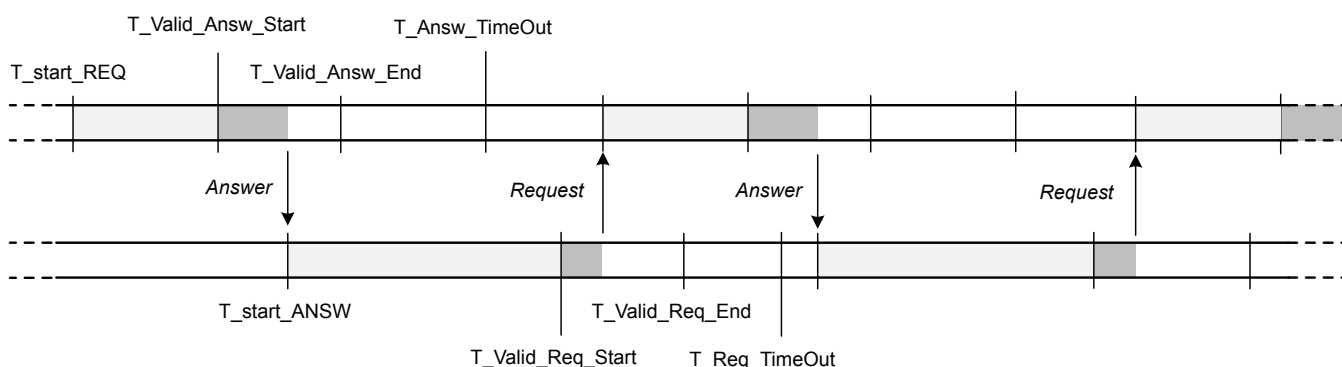 T_Valid_Answ_Start
T_Answ_TimeOut
T_start_REQ
T_Valid_Answ_End
Answer
Request
Answer
Request
T_start_ANSW
T_Valid_Req_End
T_Valid_Req_Start
T_Req_TimeOut